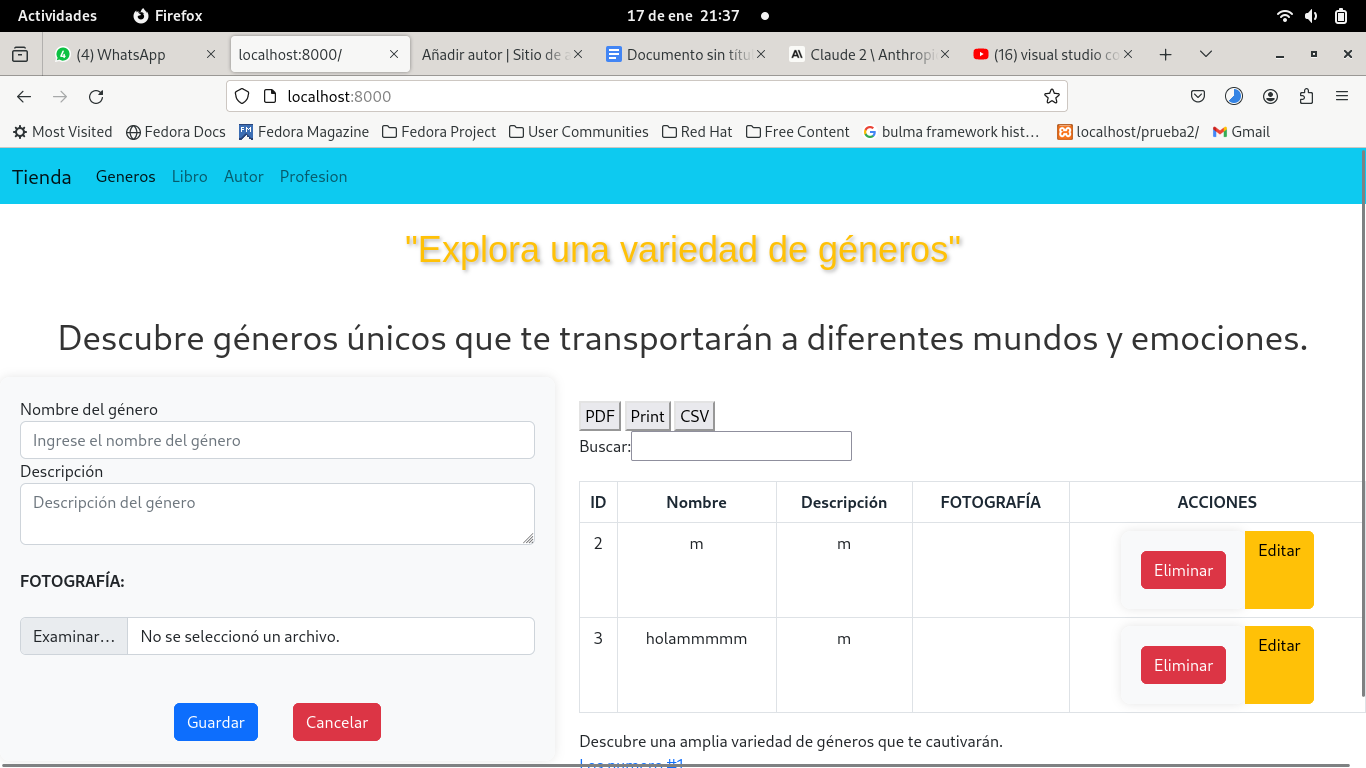 Actividades Firefox 17 de ene 21:37
(4) WhatsApp localhost:8000/ Añadir autor | Sitio de a Documento sin títu Claude 2 \ Anthropi (16) visual studio co
localhost:8000
Most Visited Fedora Docs Fedora Magazine Fedora Project User Communities Red Hat Free Content bulma framework hist… localhost/prueba2/ Gmail
Tienda Generos Libro Autor Profesion
"Explora una variedad de géneros"
Descubre géneros únicos que te transportarán a diferentes mundos y emociones.
Nombre del género
Ingrese el nombre del género
Descripción
Descripción del género
FOTOGRAFÍA:
Examinar… No se seleccionó un archivo.
Guardar Cancelar
PDF Print CSV
Buscar:
ID Nombre Descripción FOTOGRAFÍA ACCIONES
2 m m Eliminar Editar
3 holammmmm m Eliminar Editar
Descubre una amplia variedad de géneros que te cautivarán.
Los numero #1